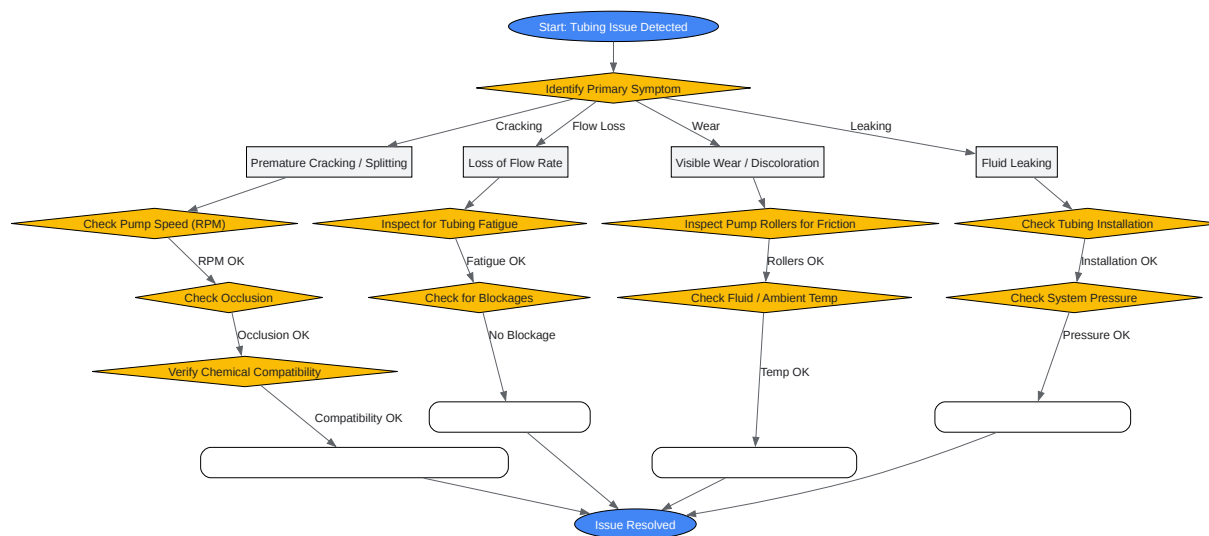 Start: Tubing Issue Detected
Identify Primary Symptom
Cracking
Flow Loss
Wear
Leaking
Premature Cracking / Splitting
Loss of Flow Rate
Visible Wear / Discoloration
Fluid Leaking
Check Pump Speed (RPM)
Inspect for Tubing Fatigue
Inspect Pump Rollers for Friction
Check Tubing Installation
RPM OK
Fatigue OK
Rollers OK
Installation OK
Check Occlusion
Check for Blockages
Check Fluid / Ambient Temp
Check System Pressure
Occlusion OK
No Blockage
Pressure OK
Verify Chemical Compatibility
Temp OK
Compatibility OK
Issue Resolved